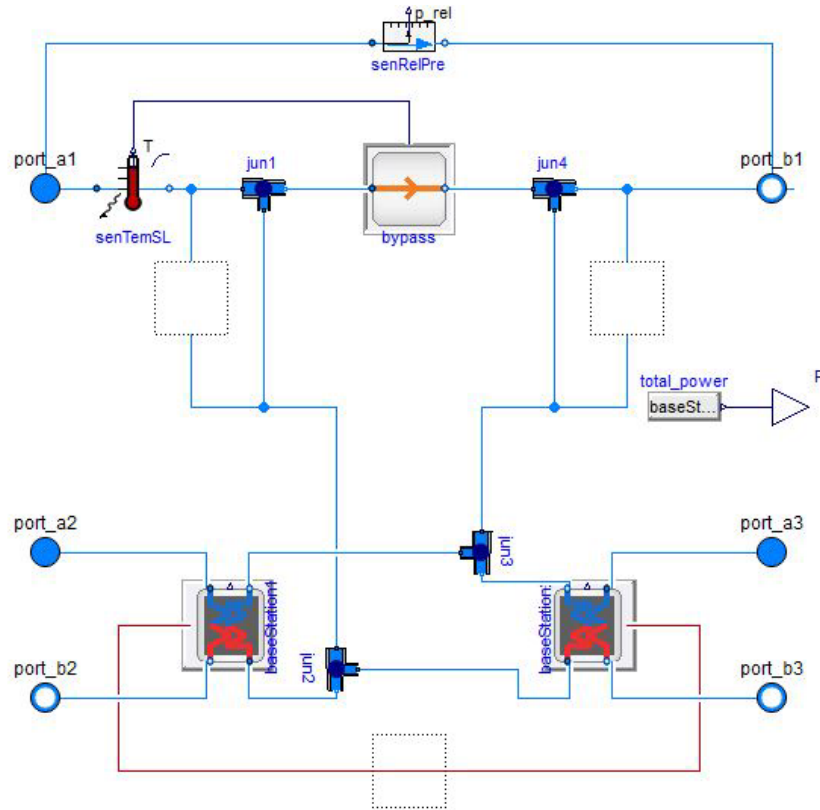 p_rel
senRelPre
port_a1
T
jun1
jun4
port_b1
senTemSL
bypass
total_power
baseSt...
P
port_a2
port_a3
jun3
baseStation1
baseStation
jun2
port_b2
port_b3